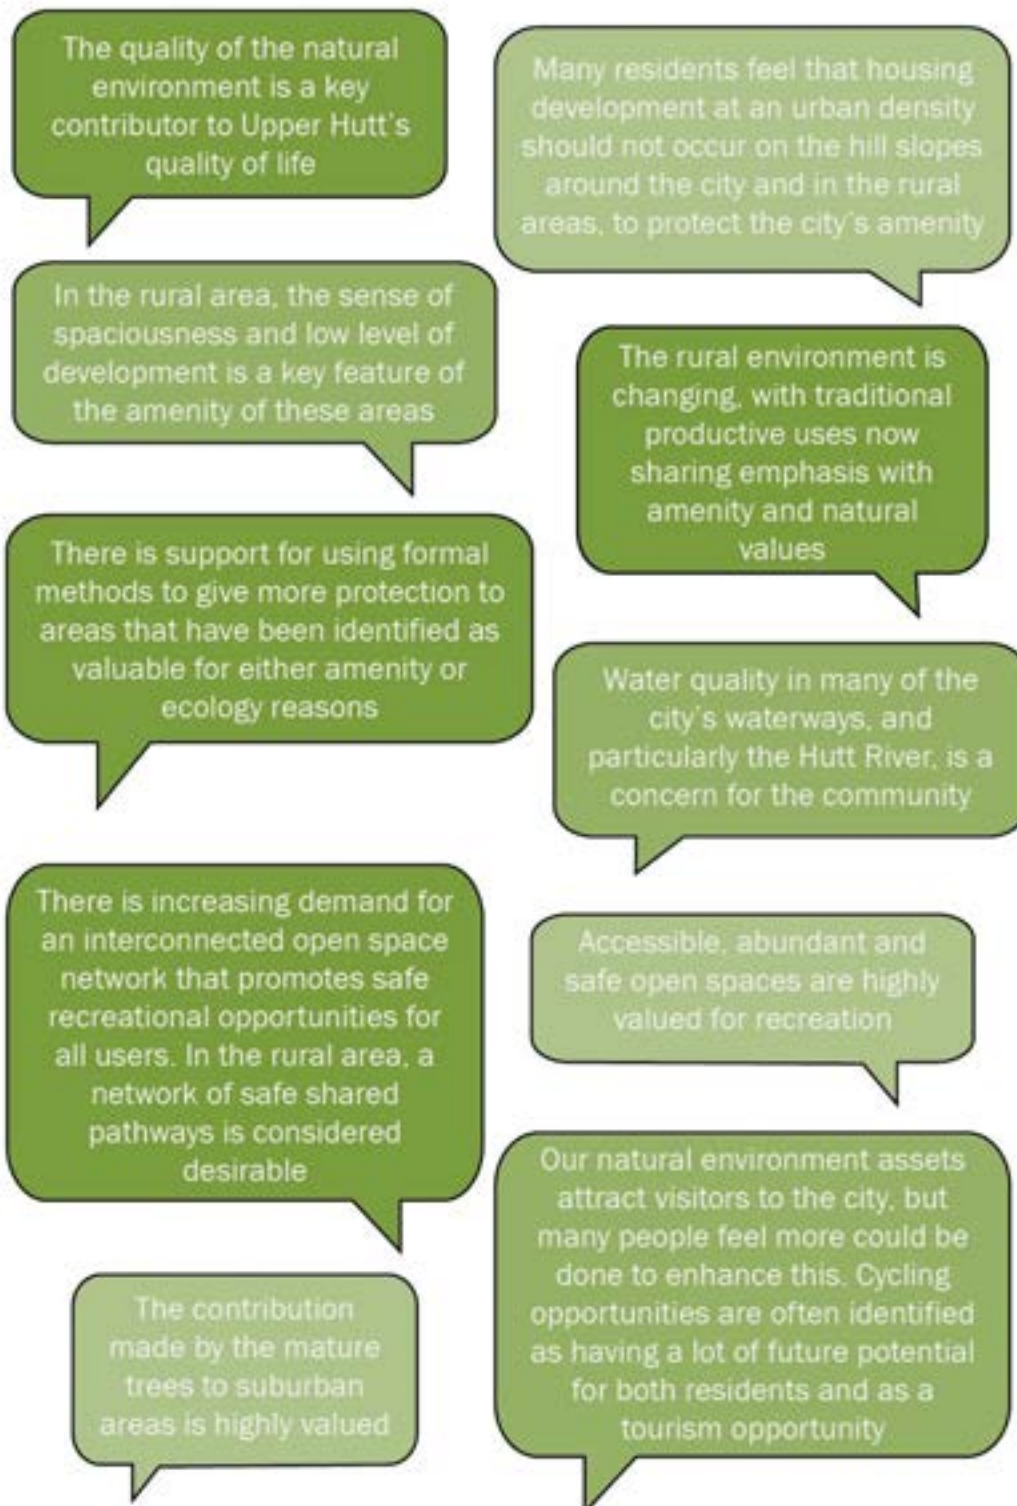 The quality of the natural
environment is a key
contributor to Upper Hutt's
quality of life
Many residents feel that housing
development at an urban density
should not occur on the hill slopes
around the city and in the rural
areas, to protect the city's amenity
In the rural area, the sense of
spaciousness and low level of
development is a key feature of
the amenity of these areas
The rural environment is
changing, with traditional
productive uses now
sharing emphasis with
amenity and natural
values
There is support for using formal
methods to give more protection to
areas that have been identified as
valuable for either amenity or
ecology reasons
Water quality in many of the
city's waterways, and
particularly the Hutt River, is a
concern for the community
There is increasing demand for
an interconnected open space
network that promotes safe
recreational opportunities for
all users. In the rural area, a
network of safe shared
pathways is considered
desirable
Accessible, abundant and
safe open spaces are highly
valued for recreation
Our natural environment assets
attract visitors to the city, but
many people feel more could be
done to enhance this. Cycling
opportunities are often identified
as having a lot of future potential
for both residents and as a
tourism opportunity
The contribution
made by the mature
trees to suburban
areas is highly valued